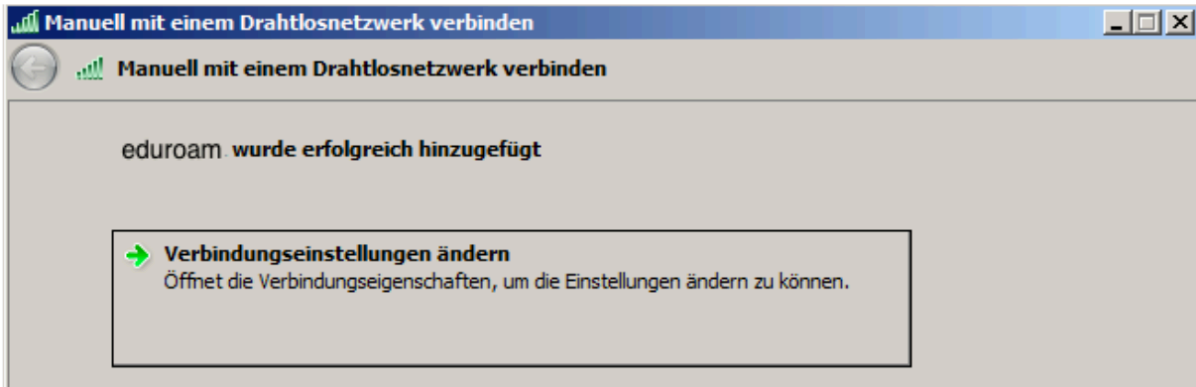 Manuell mit einem Drahtlosnetzwerk verbinden
Manuell mit einem Drahtlosnetzwerk verbinden
eduroam wurde erfolgreich hinzugefügt
Verbindungseinstellungen ändern
Öffnet die Verbindungseigenschaften, um die Einstellungen ändern zu können.